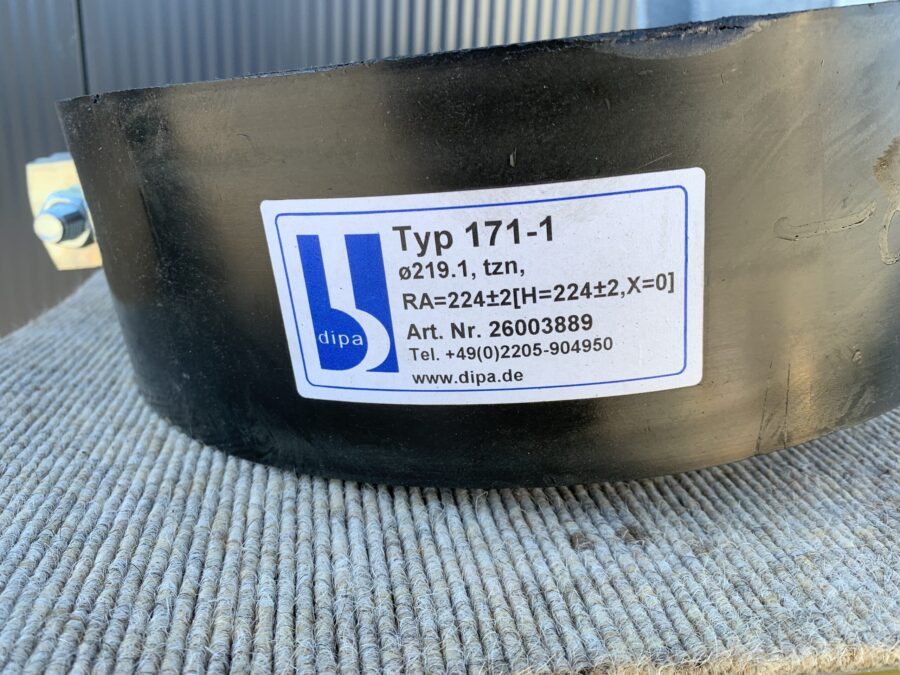 Typ 171-1
ø219.1, tzn,
RA=224±2[H=224±2,X=0]
Art. Nr. 26003889
Tel. +49(0)2205-904950
www.dipa.de
dipa